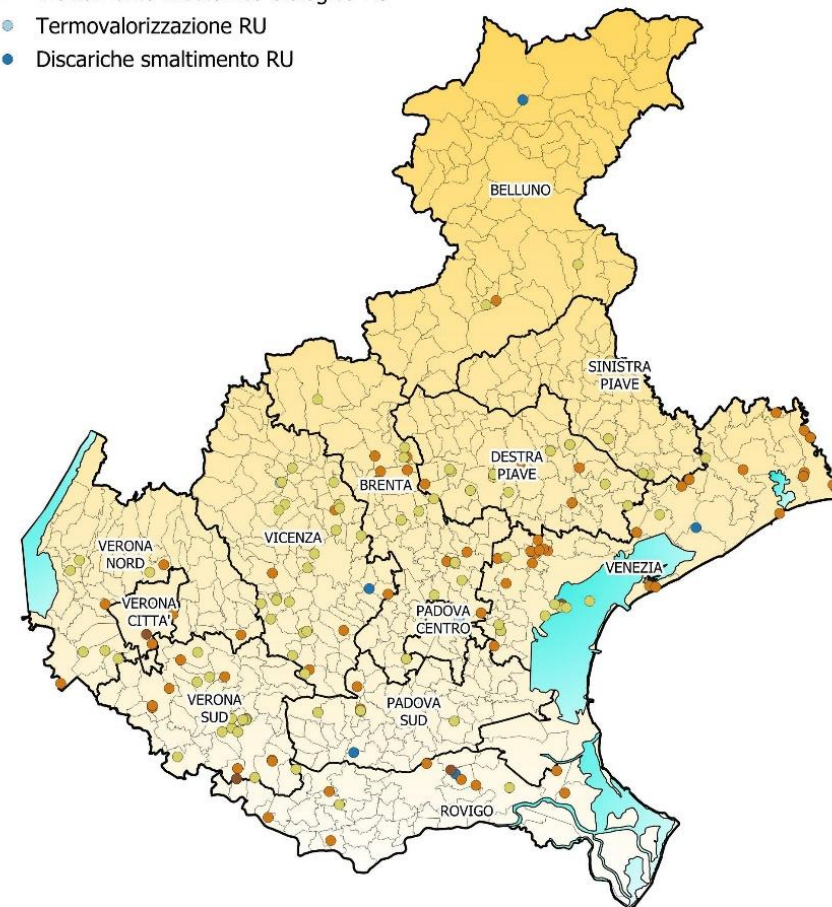 Termovalorizzazione RU
Discariche smaltimento RU
BELLUNO
SINISTRA
PIAVE
DESTRA
PIAVE
BRENTA
VICENZA
VERONA
NORD
VENEZIA
VERONA
CITTA'
PADOVA
CENTRO
VERONA
SUD
PADOVA
SUD
ROVIGO